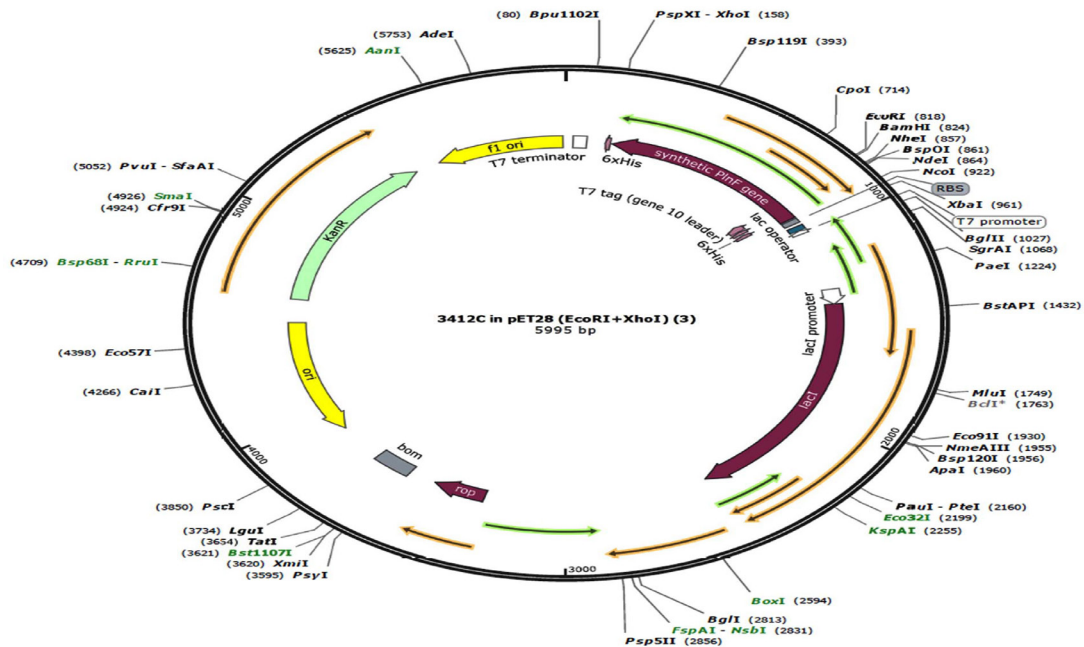 (80) Bpu1102I
PspXI - XhoI (158)
Bsp119I (393)
CpoI (714)
EcoRI (818)
BamHI (824)
NheI (857)
BspOI (861)
NdeI (864)
NcoI (922)
RBS
XbaI (961)
T7 promoter
BglII (1027)
SgrAI (1068)
PaeI (1224)
BstAPI (1432)
MluI (1749)
BclI* (1763)
Eco91I (1930)
NmeAIII (1955)
Bsp120I (1956)
ApaI (1960)
PauI - PteI (2160)
Eco32I (2199)
KspAI (2255)
BoxI (2594)
BglI (2813)
FspAI - NsbI (2831)
Psp5II (2856)
(3595) PsyI
(3620) XmiI
(3621) Bst1107I
(3654) TatI
(3734) LguI
(3850) PscI
(4266) CaiI
(4398) Eco57I
(4709) Bsp68I - RruI
(4924) Cfr9I
(4926) SmaI
(5052) PvuI - SfaAI
(5625) AanI
(5753) AdeI
1000
2000
3000
4000
5000
f1 ori
T7 terminator
6xHis
synthetic PlnF gene
T7 tag (gene 10 leader)
6xHis
lac operator
lacI promoter
lacI
rop
bom
ori
KanR
3412C in pET28 (EcoRI+XhoI) (3)
5995 bp